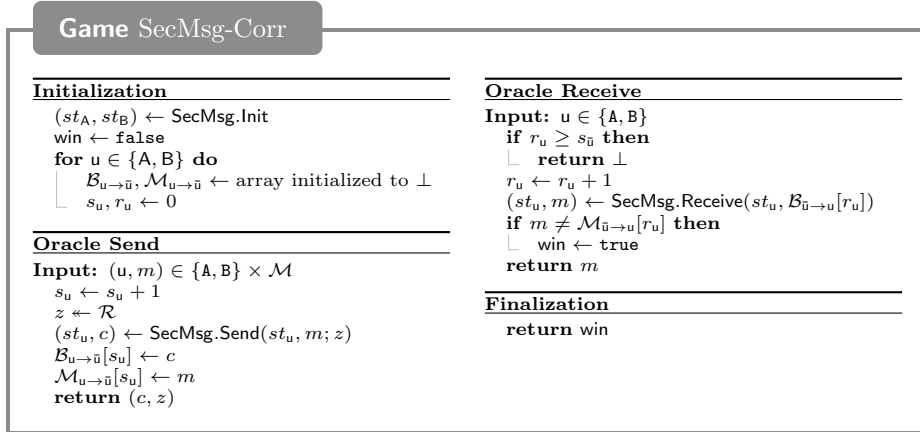 Game SecMsg-Corr
Initialization
(st_A, st_B) ← SecMsg.Init
win ← false
for u ∈ {A, B} do
B_{u→ū}, M_{u→ū} ← array initialized to ⊥
s_u, r_u ← 0
Oracle Send
Input: (u, m) ∈ {A, B} × M
s_u ← s_u + 1
z ↞ R
(st_u, c) ← SecMsg.Send(st_u, m; z)
B_{u→ū}[s_u] ← c
M_{u→ū}[s_u] ← m
return (c, z)
Oracle Receive
Input: u ∈ {A, B}
if r_u ≥ s_ū then
return ⊥
r_u ← r_u + 1
(st_u, m) ← SecMsg.Receive(st_u, B_{ū→u}[r_u])
if m ≠ M_{ū→u}[r_u] then
win ← true
return m
Finalization
return win